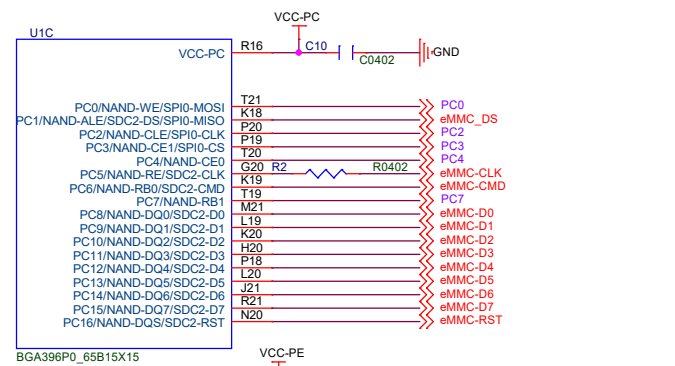 VCC-PC
U1C
VCC-PC R16 C10 C0402 GND
PC0/NAND-WE/SPI0-MOSI T21 PC0
PC1/NAND-ALE/SDC2-DS/SPI0-MISO K18 eMMC_DS
PC2/NAND-CLE/SPI0-CLK P20 PC2
PC3/NAND-CE1/SPI0-CS P19 PC3
PC4/NAND-CE0 T20 PC4
PC5/NAND-RE/SDC2-CLK G20 R2 R0402 eMMC-CLK
PC6/NAND-RB0/SDC2-CMD K19 eMMC-CMD
PC7/NAND-RB1 T19 PC7
PC8/NAND-DQ0/SDC2-D0 M21 eMMC-D0
PC9/NAND-DQ1/SDC2-D1 L19 eMMC-D1
PC10/NAND-DQ2/SDC2-D2 K20 eMMC-D2
PC11/NAND-DQ3/SDC2-D3 H20 eMMC-D3
PC12/NAND-DQ4/SDC2-D4 P18 eMMC-D4
PC13/NAND-DQ5/SDC2-D5 L20 eMMC-D5
PC14/NAND-DQ6/SDC2-D6 J21 eMMC-D6
PC15/NAND-DQ7/SDC2-D7 R21 eMMC-D7
PC16/NAND-DQS/SDC2-RST N20 eMMC-RST
BGA396P0_65B15X15
VCC-PE